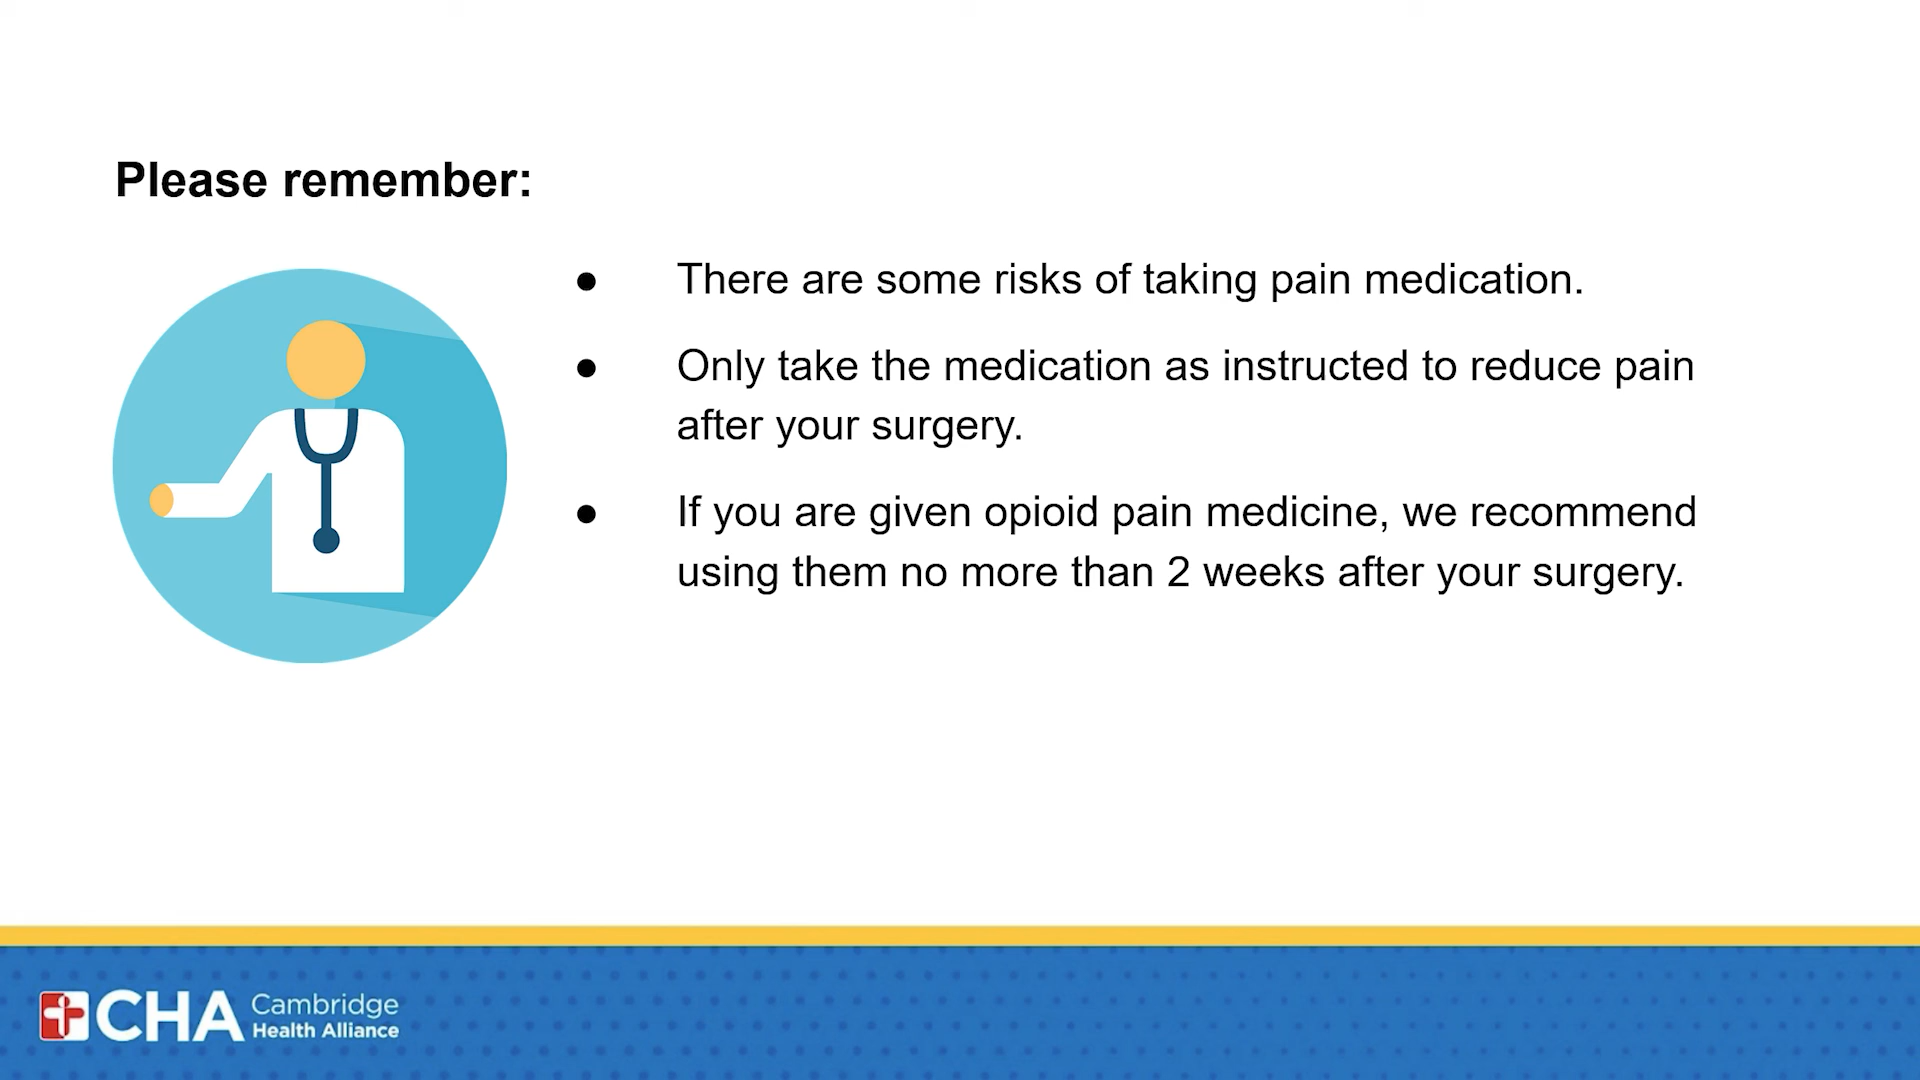 Please remember:
● There are some risks of taking pain medication.
● Only take the medication as instructed to reduce pain
after your surgery.
● If you are given opioid pain medicine, we recommend
using them no more than 2 weeks after your surgery.
CHA Cambridge
Health Alliance